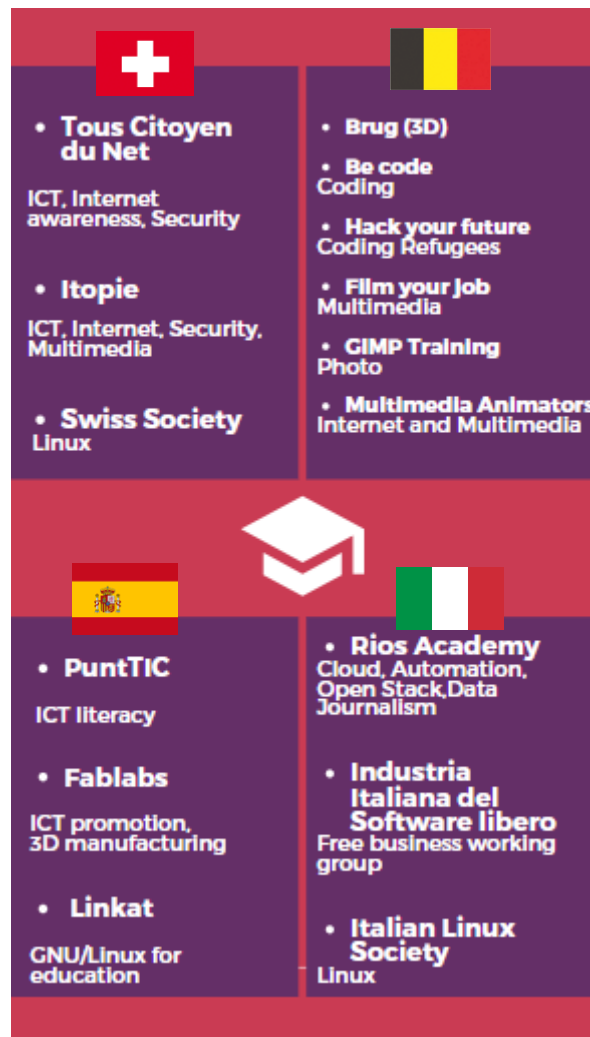 • Tous Citoyen
du Net
ICT, Internet
awareness, Security
• Itopie
ICT, Internet, Security,
Multimedia
• Swiss Society
Linux
• Brug (3D)
• Be code
Coding
• Hack your future
Coding Refugees
• Film your Job
Multimedia
• GIMP Training
Photo
• Multimedia Animators
Internet and Multimedia
• PuntTIC
ICT literacy
• Fablabs
ICT promotion,
3D manufacturing
• Linkat
GNU/Linux for
education
• Rios Academy
Cloud, Automation,
Open Stack,Data
Journalism
• Industria
Italiana del
Software libero
Free business working
group
• Italian Linux
Society
Linux